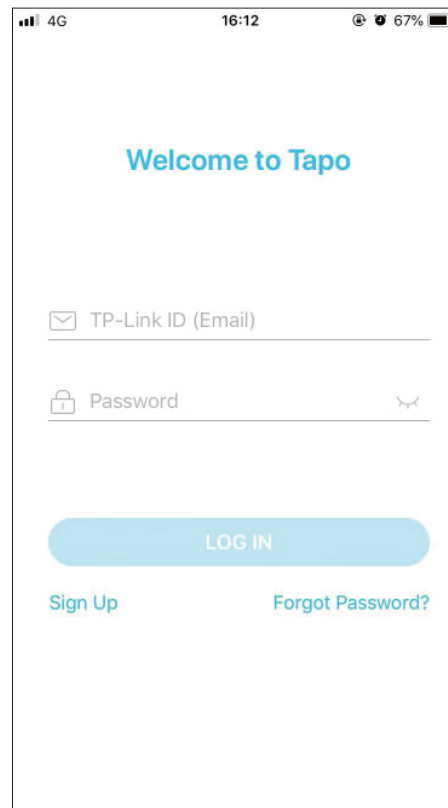 4G 16:12 67%
Welcome to Tapo
TP-Link ID (Email)
Password
LOG IN
Sign Up Forgot Password?